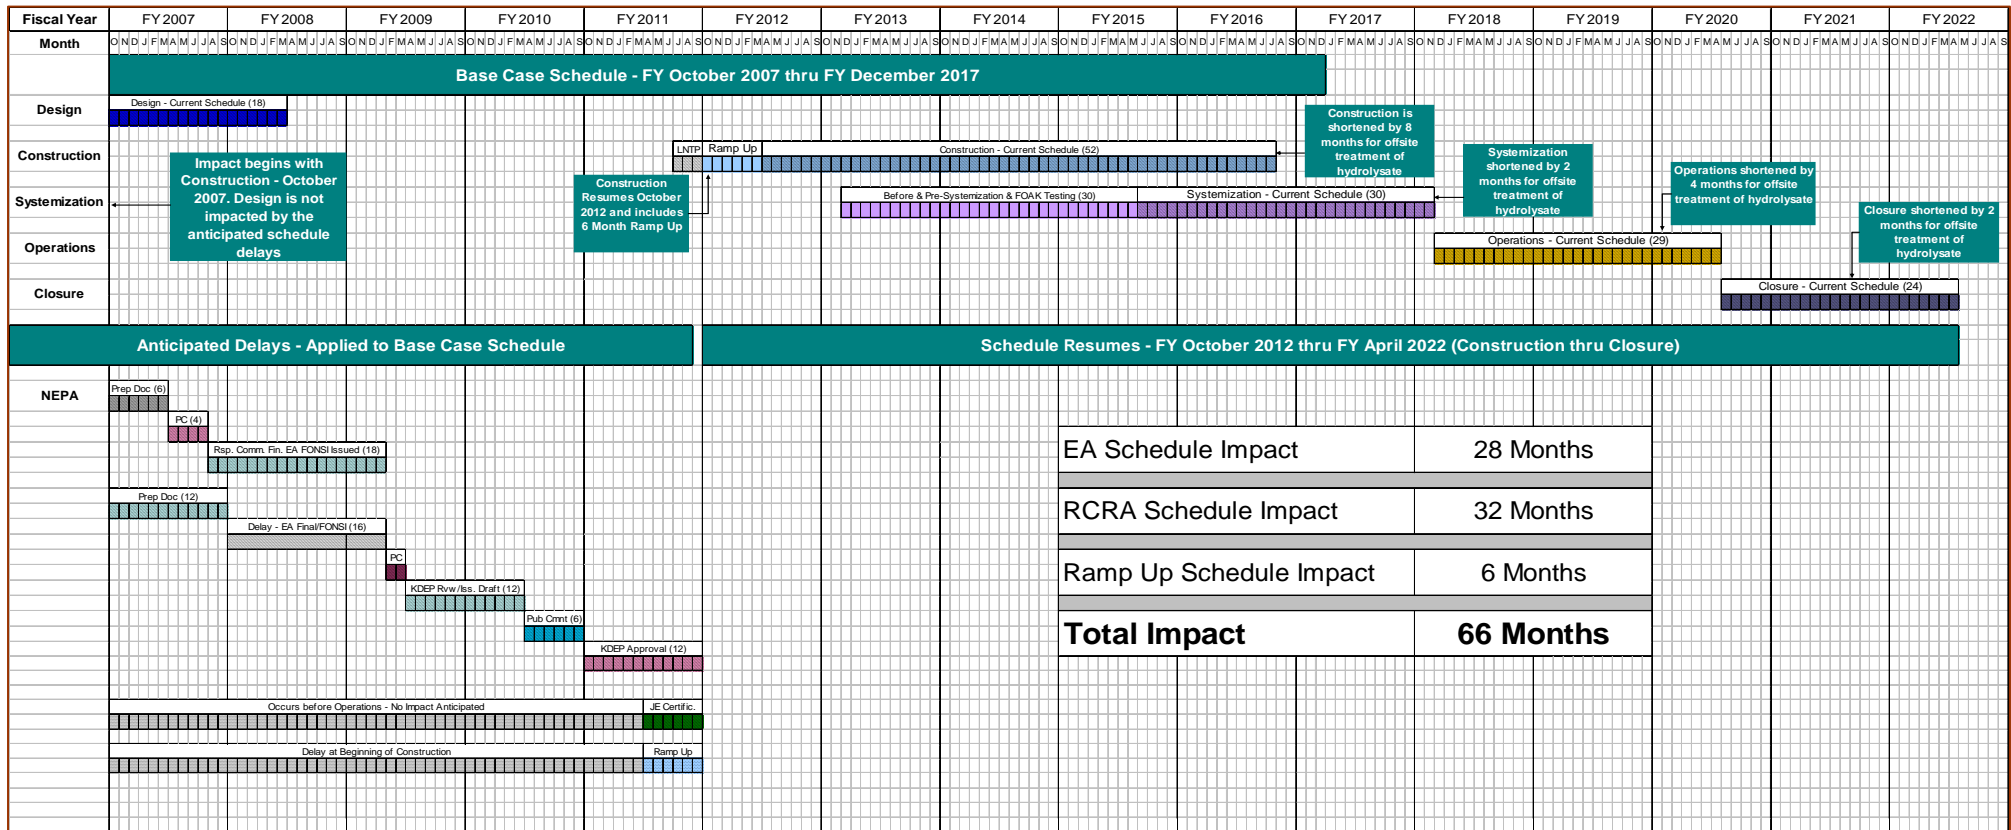 Fiscal Year FY 2007 FY 2008 FY 2009 FY 2010 FY 2011 FY 2012 FY 2013 FY 2014 FY 2015 FY 2016 FY 2017 FY 2018 FY 2019 FY 2020 FY 2021 FY 2022
Month O N D J F M A M J J A S O N D J F M A M J J A S O N D J F M A M J J A S O N D J F M A M J J A S O N D J F M A M J J A S O N D J F M A M J J A S O N D J F M A M J J A S O N D J F M A M J J A S O N D J F M A M J J A S O N D J F M A M J J A S O N D J F M A M J J A S O N D J F M A M J J A S O N D J F M A M J J A S O N D J F M A M J J A S O N D J F M A M J J A S O N D J F M A M J J A S
Base Case Schedule - FY October 2007 thru FY December 2017
Design
Design - Current Schedule (18)
Construction is
shortened by 8
months for offsite
treatment of
hydrolysate
Construction
LNTP
Ramp Up
Construction - Current Schedule (52)
Impact begins with
Construction - October
2007. Design is not
impacted by the
anticipated schedule
delays
Construction
Resumes October
2012 and includes
6 Month Ramp Up
Systemization
shortened by 2
months for offsite
treatment of
hydrolysate
Operations shortened by
4 months for offsite
treatment of hydrolysate
Systemization
Before & Pre-Systemization & FOAK Testing (30)
Systemization - Current Schedule (30)
Closure shortened by 2
months for offsite
treatment of
hydrolysate
Operations
Operations - Current Schedule (29)
Closure
Closure - Current Schedule (24)
Anticipated Delays - Applied to Base Case Schedule
Schedule Resumes - FY October 2012 thru FY April 2022 (Construction thru Closure)
NEPA
Prep Doc (6)
PC (4)
Rsp. Comm. Fin. EA FONSI Issued (18)
EA Schedule Impact 28 Months
Prep Doc (12)
RCRA Schedule Impact 32 Months
Delay - EA Final/FONSI (16)
PC
Ramp Up Schedule Impact 6 Months
KDEP Rvw/Iss. Draft (12)
Pub Cmnt (6)
Total Impact 66 Months
KDEP Approval (12)
Occurs before Operations - No Impact Anticipated
JE Certific.
Delay at Beginning of Construction
Ramp Up